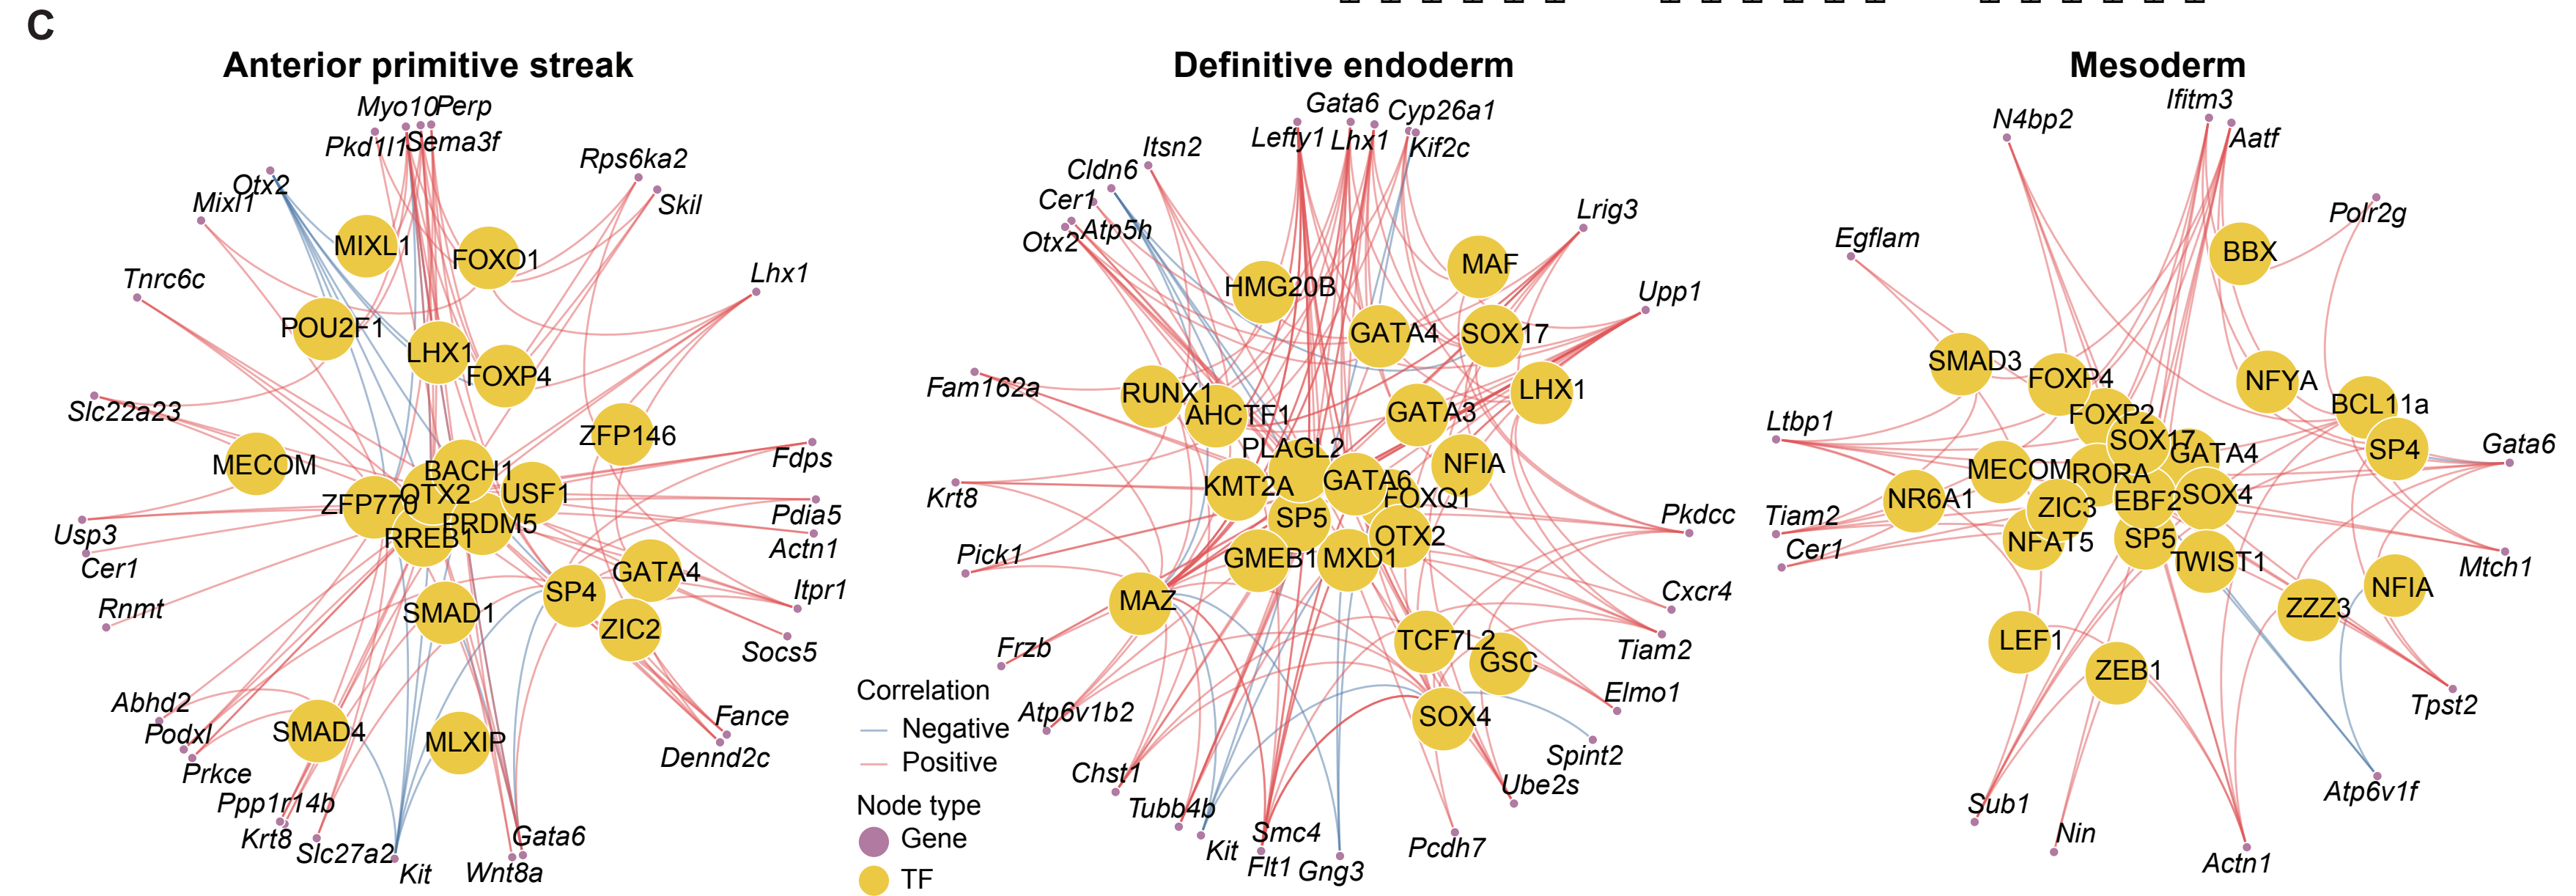 C
Anterior primitive streak
Myo10
Perp
Pkd1l1
Sema3f
Rps6ka2
Otx2
Skil
Mixl1
MIXL1
FOXO1
Tnrc6c
Lhx1
POU2F1
LHX1
FOXP4
Slc22a23
ZFP146
MECOM
BACH1
Fdps
ZFP770
OTX2
USF1
Pdia5
Usp3
RREB1
PRDM5
Actn1
Cer1
GATA4
Itpr1
Rnmt
SMAD1
SP4
ZIC2
Socs5
Abhd2
Podxl
SMAD4
MLXIP
Fance
Dennd2c
Prkce
Ppp1r14b
Krt8
Slc27a2
Gata6
Kit
Wnt8a
Correlation
Negative
Positive
Node type
Gene
TF
Definitive endoderm
Gata6
Cyp26a1
Lefty1
Lhx1
Kif2c
Itsn2
Cldn6
Cer1
Atp5h
Otx2
Lrig3
MAF
HMG20B
Upp1
GATA4
SOX17
Fam162a
RUNX1
AHCTF1
GATA3
LHX1
PLAGL2
NFIA
Krt8
KMT2A
GATA6
FOXQ1
SP5
OTX2
Pkdcc
Pick1
GMEB1
MXD1
MAZ
Cxcr4
Frzb
TCF7L2
GSC
Tiam2
Elmo1
Atp6v1b2
SOX4
Spint2
Chst1
Ube2s
Tubb4b
Kit
Smc4
Flt1
Gng3
Pcdh7
Mesoderm
Ifitm3
N4bp2
Aatf
Polr2g
Egflam
BBX
SMAD3
FOXP4
NFYA
BCL11a
FOXP2
Ltbp1
SOX17
GATA4
SP4
Gata6
MECOM
RORA
NR6A1
ZIC3
EBF2
SOX4
Tiam2
Cer1
NFAT5
SP5
TWIST1
Mtch1
NFIA
ZZZ3
LEF1
ZEB1
Tpst2
Sub1
Atp6v1f
Nin
Actn1